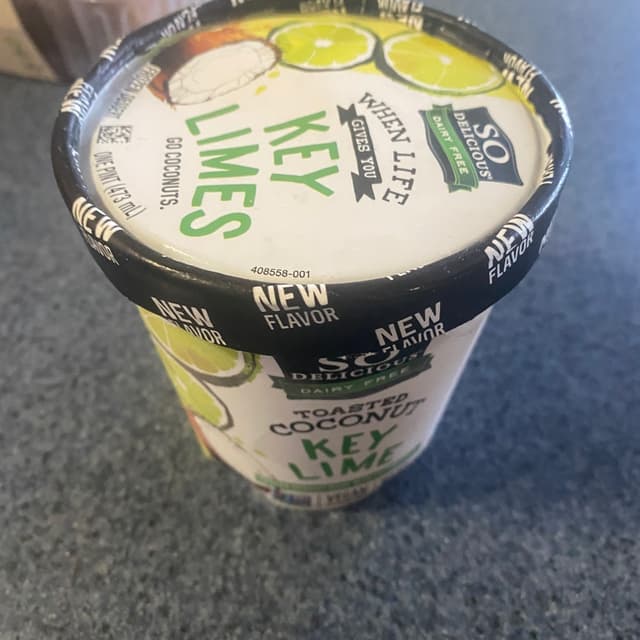 SO
DELICIOUS
DAIRY FREE
WHEN LIFE
GIVES YOU
KEY
LIMES
GO COCONUTS.
ONE PINT (473 mL)
408558-001
NEW
NEW
FLAVOR
NEW
FLAVOR
NEW
FLAVOR
NEW
FLAVOR
SO
DELICIOUS
DAIRY FREE
TOASTED
COCONUT
KEY
LIME